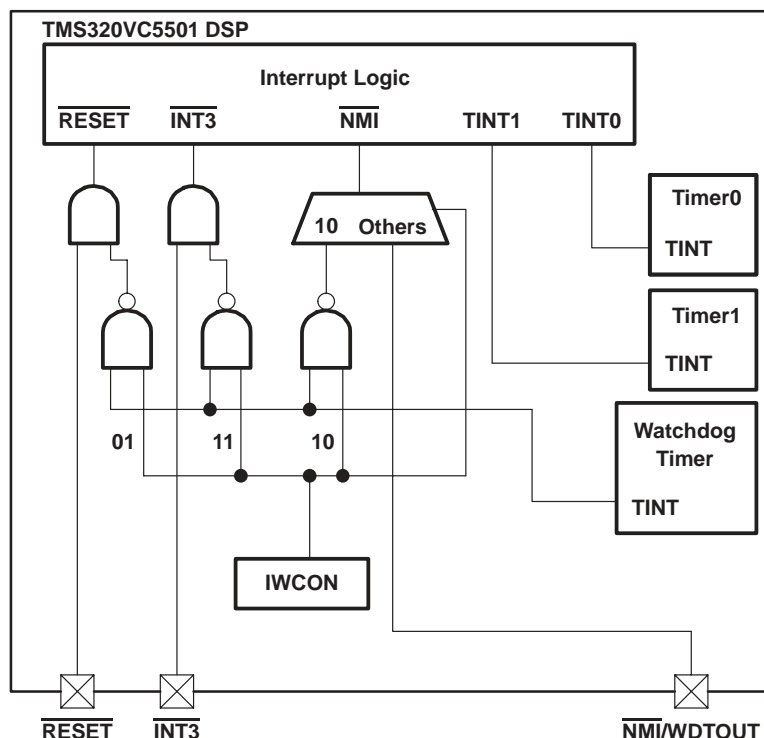 TMS320VC5501 DSP
Interrupt Logic
RESET INT3 NMI TINT1 TINT0
Timer0
10 Others
TINT
Timer1
TINT
01 11 10
Watchdog
Timer
TINT
IWCON
RESET INT3 NMI/WDTOUT